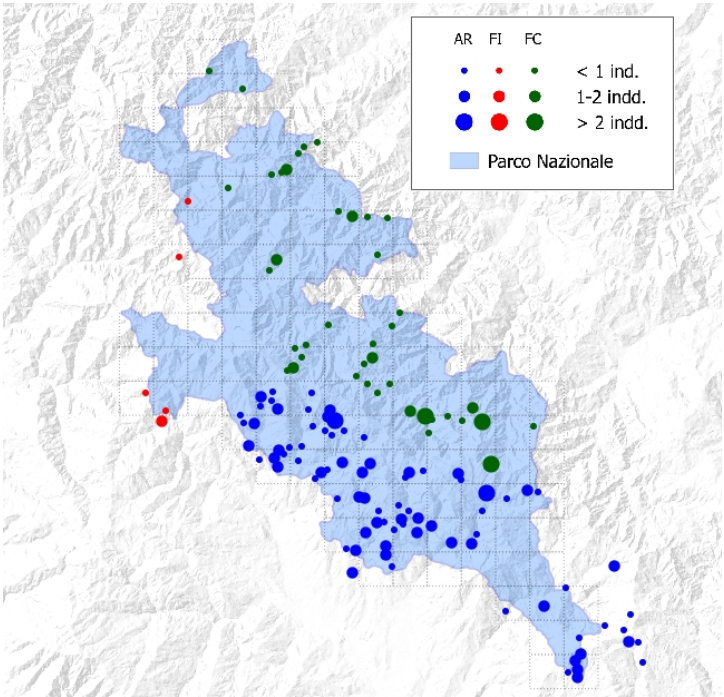 AR FI FC
< 1 ind.
1-2 indd.
> 2 indd.
Parco Nazionale